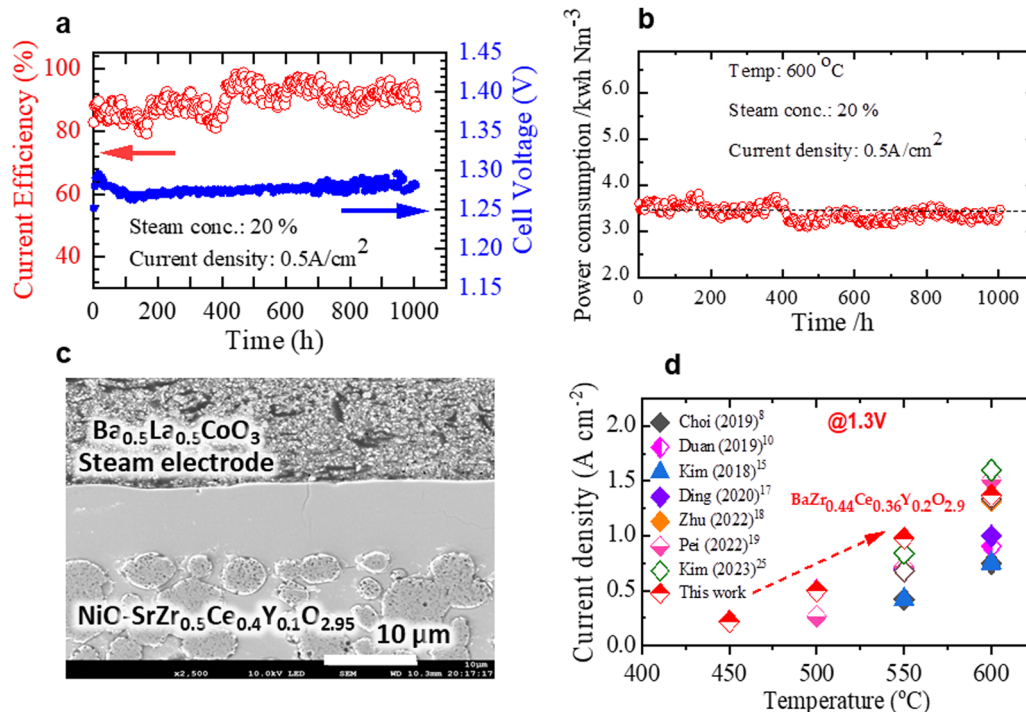 a
Current Efficiency (%)
100
80
60
40
Steam conc.: 20 %
Current density: 0.5A/cm²
1.45
1.40
1.35
1.30
1.25
1.20
1.15
Cell Voltage (V)
0 200 400 600 800 1000
Time (h)
b
Power consumption /kwh Nm⁻³
7.0
6.0
5.0
4.0
3.0
2.0
Temp: 600 °C
Steam conc.: 20 %
Current density: 0.5A/cm²
0 200 400 600 800 1000
Time /h
c
Ba0.5La0.5CoO3
Steam electrode
NiO-SrZr0.5Ce0.4Y0.1O2.95
10 µm
10µm
x2,500 10.0kV LED SEM WD 10.3mm 20:17:17
d
Current density (A cm⁻²)
2.0
1.5
1.0
0.5
0.0
Choi (2019)⁸
Duan (2019)¹⁰
Kim (2018)¹⁵
Ding (2020)¹⁷
Zhu (2022)¹⁸
Pei (2022)¹⁹
Kim (2023)²⁵
This work
@1.3V
BaZr0.44Ce0.36Y0.2O2.9
450 500 550 600
Temperature (ºC)